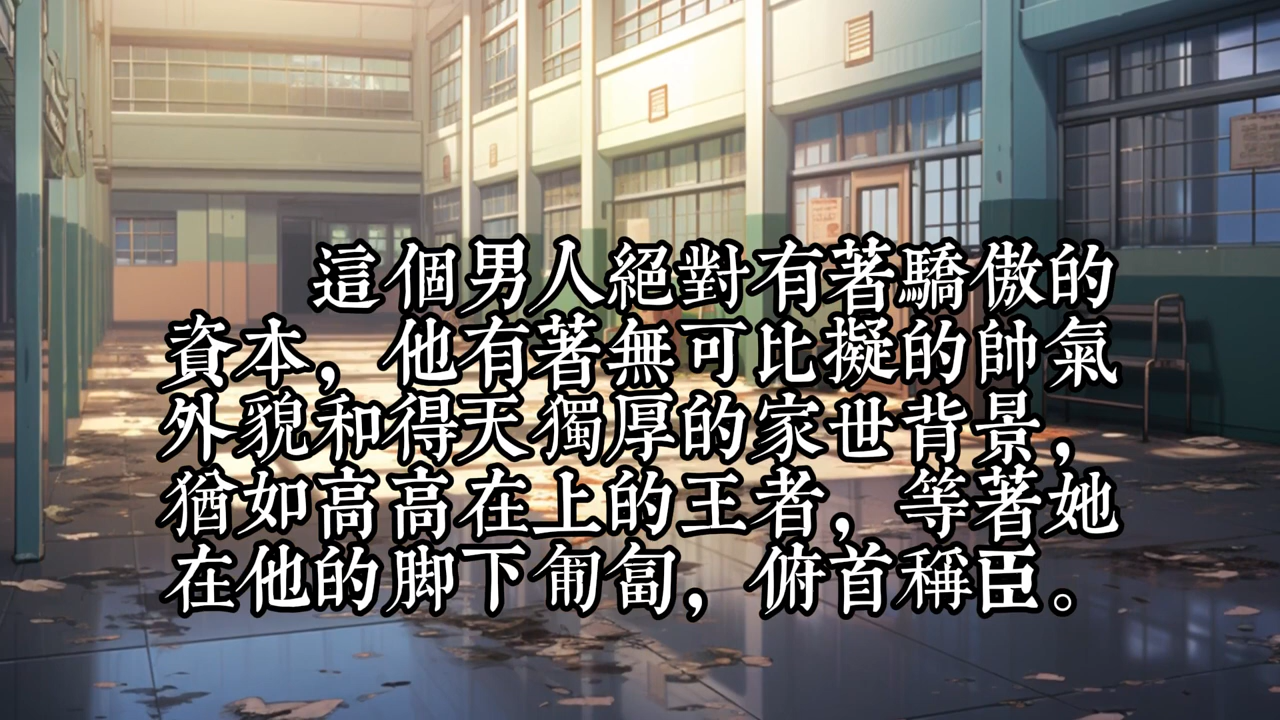 這個男人絕對有著驕傲的
資本，他有著無可比擬的帥氣
外貌和得天獨厚的家世背景，
猶如高高在上的王者，等著她
在他的脚下匍匐，俯首稱臣。